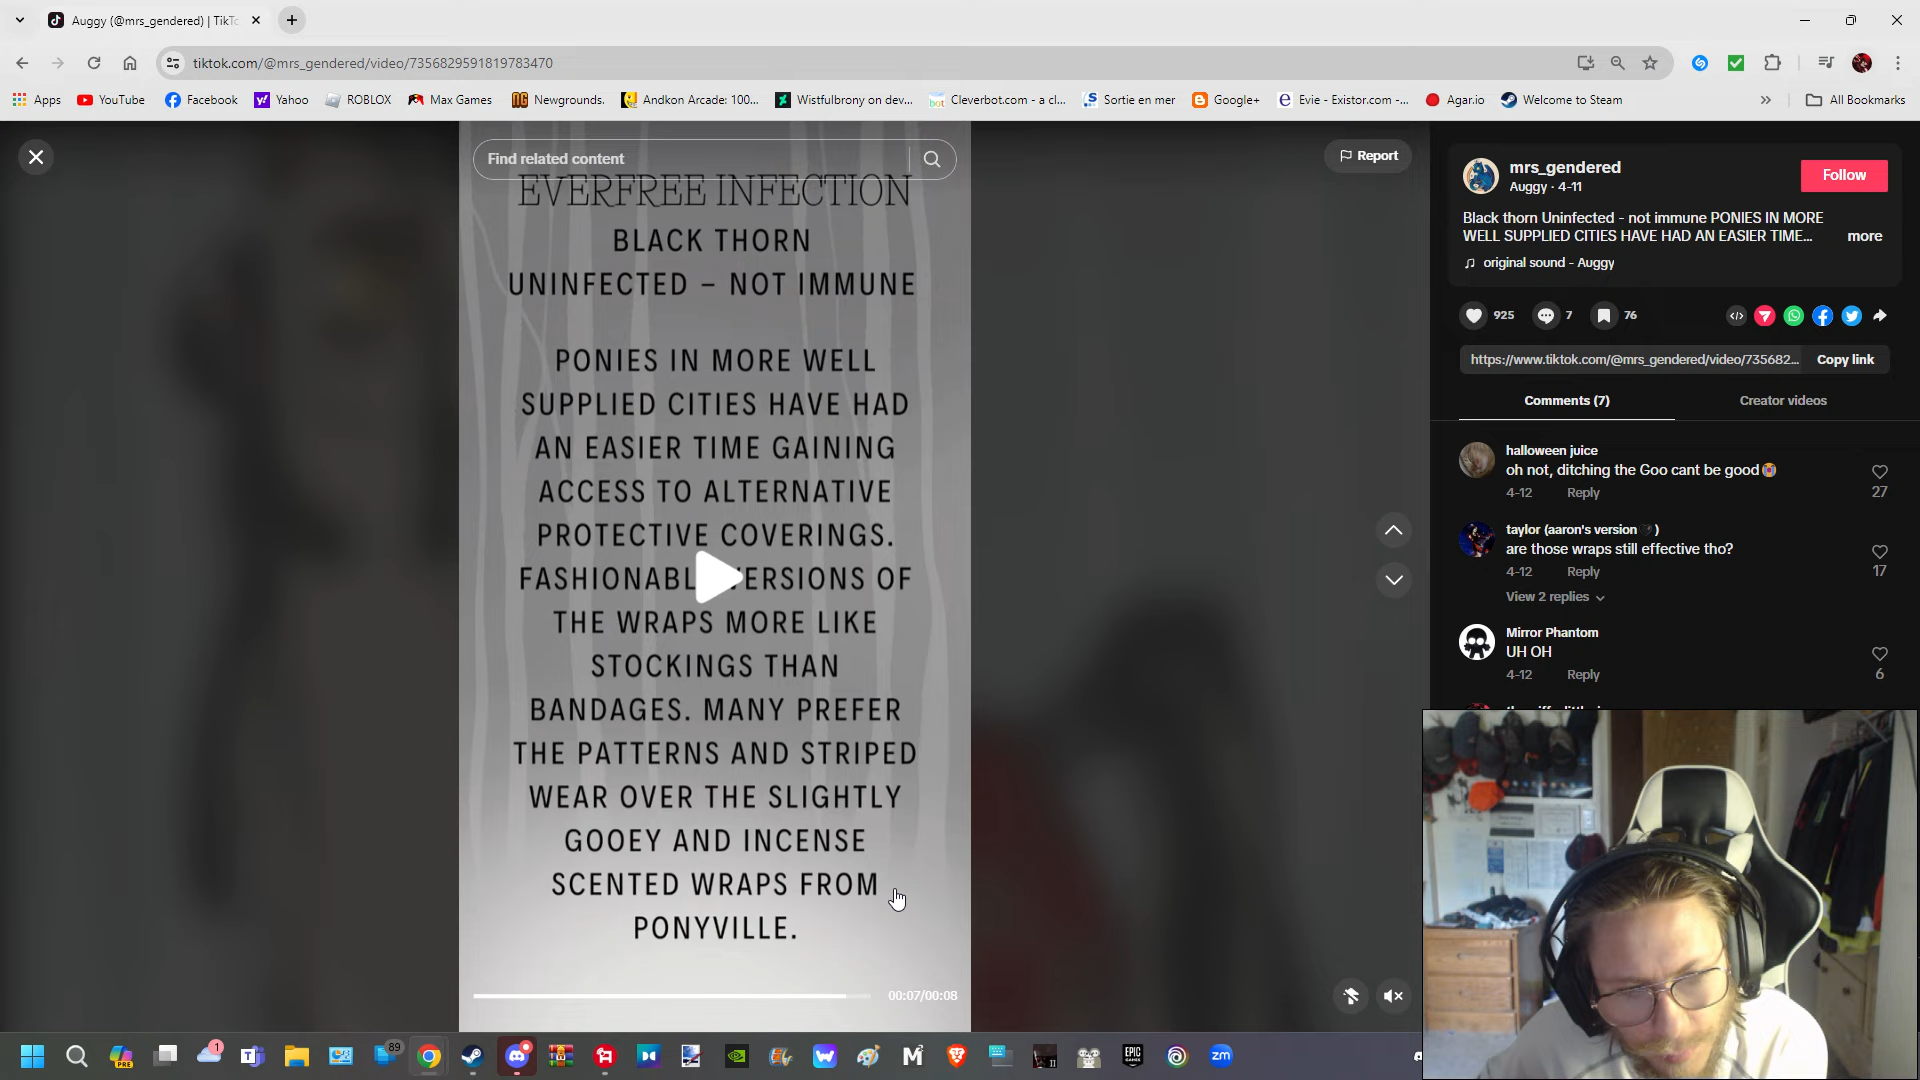 Auggy (@mrs_gendered) | TikTo
tiktok.com/@mrs_gendered/video/7356829591819783470
Apps
YouTube
Facebook
Yahoo
ROBLOX
Max Games
Newgrounds.
Andkon Arcade: 100...
Wistfulbrony on dev...
Cleverbot.com - a cl...
Sortie en mer
Google+
Evie - Existor.com -...
Agar.io
Welcome to Steam
All Bookmarks
Find related content
Report
EVERFREE INFECTION
BLACK THORN
UNINFECTED – NOT IMMUNE
PONIES IN MORE WELL
SUPPLIED CITIES HAVE HAD
AN EASIER TIME GAINING
ACCESS TO ALTERNATIVE
PROTECTIVE COVERINGS.
OF
THE WRAPS MORE LIKE
STOCKINGS THAN
BANDAGES. MANY PREFER
THE PATTERNS AND STRIPED
WEAR OVER THE SLIGHTLY
GOOEY AND INCENSE
SCENTED WRAPS FROM
PONYVILLE.
00:07/00:08
mrs_gendered
Auggy · 4-11
Follow
Black thorn Uninfected - not immune PONIES IN MORE
WELL SUPPLIED CITIES HAVE HAD AN EASIER TIME...
more
original sound - Auggy
925
7
76
https://www.tiktok.com/@mrs_gendered/video/735682...
Copy link
Comments (7)
Creator videos
halloween juice
oh not, ditching the Goo cant be good
4-12
Reply
27
taylor (aaron's version )
are those wraps still effective tho?
4-12
Reply
17
View 2 replies
Mirror Phantom
UH OH
4-12
Reply
6
PRE
1
89
EPIC
GAMES
zm